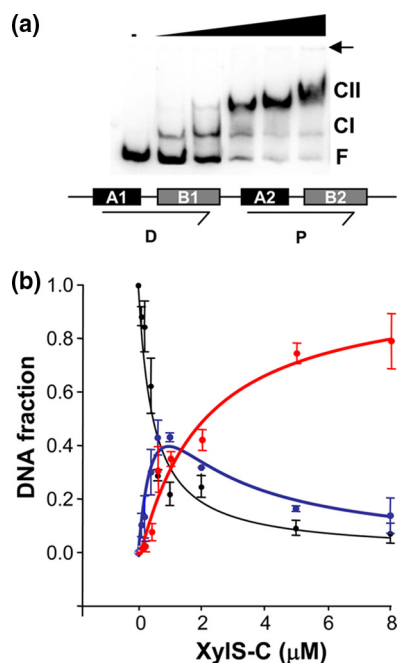 (a)
-
CII
CI
F
A1 B1 A2 B2
D P
(b)
1.0
0.8
0.6
0.4
0.2
0.0
DNA fraction
0 2 4 6 8
XylS-C (μM)